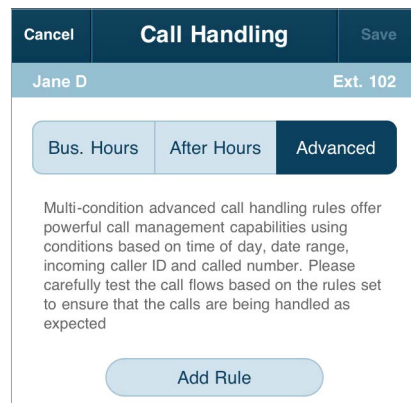 Cancel Call Handling Save
Jane D Ext. 102
Bus. Hours After Hours Advanced
Multi-condition advanced call handling rules offer
powerful call management capabilities using
conditions based on time of day, date range,
incoming caller ID and called number. Please
carefully test the call flows based on the rules set
to ensure that the calls are being handled as
expected
Add Rule